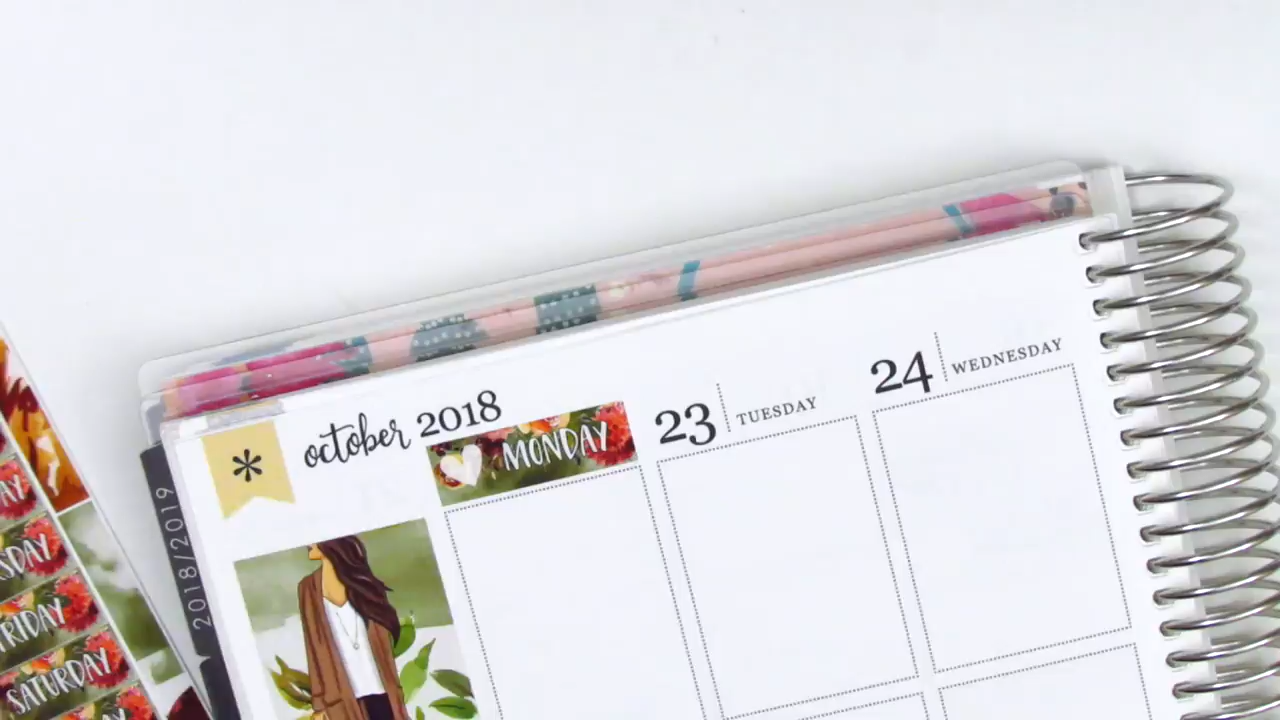 *
october 2018
MONDAY
23 TUESDAY
24 WEDNESDAY
2018/2019
SATURDAY